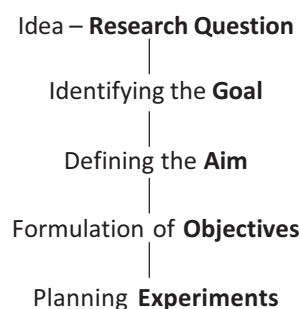 Idea – Research Question
Identifying the Goal
Defining the Aim
Formulation of Objectives
Planning Experiments